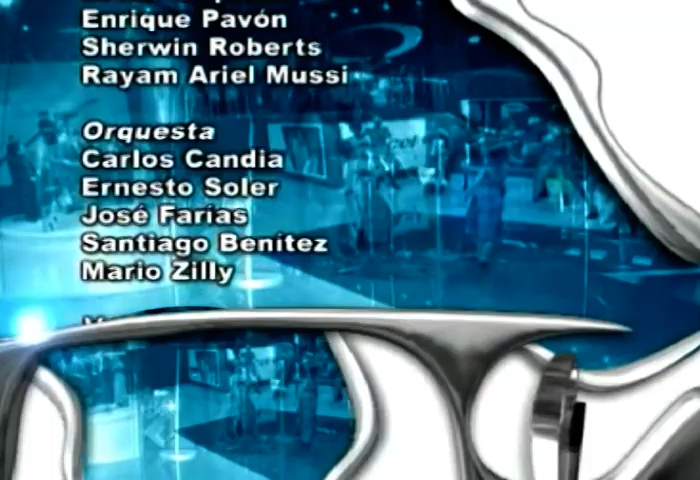 Enrique Pavón
Sherwin Roberts
Rayam Ariel Mussi
Orquesta
Carlos Candia
Ernesto Soler
José Farías
Santiago Benítez
Mario Zilly